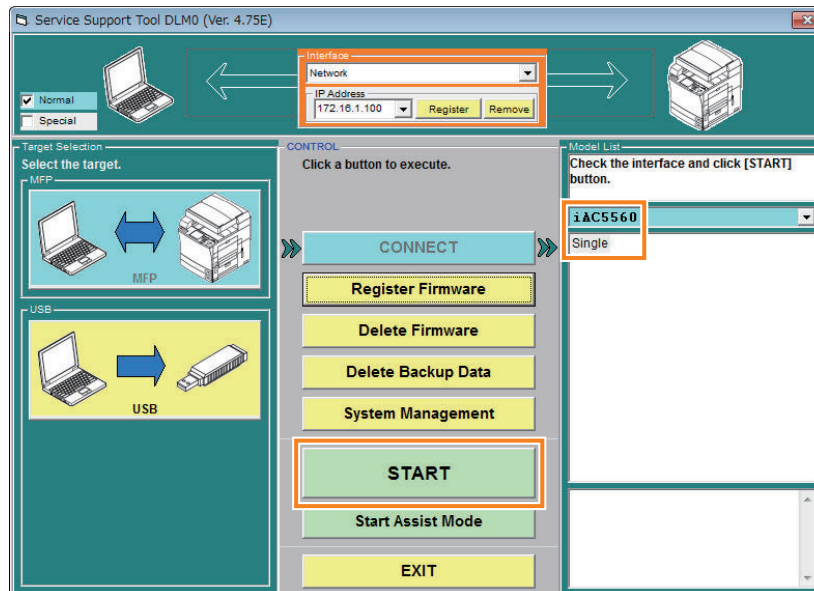 Service Support Tool DLM0 (Ver. 4.75E)
Normal
Special
Interface
Network
IP Address
172.16.1.100
Register
Remove
Target Selection
Select the target.
MFP
MFP
USB
USB
CONTROL
Click a button to execute.
CONNECT
Register Firmware
Delete Firmware
Delete Backup Data
System Management
START
Start Assist Mode
EXIT
Model List
Check the interface and click [START]
button.
iAC5560
Single